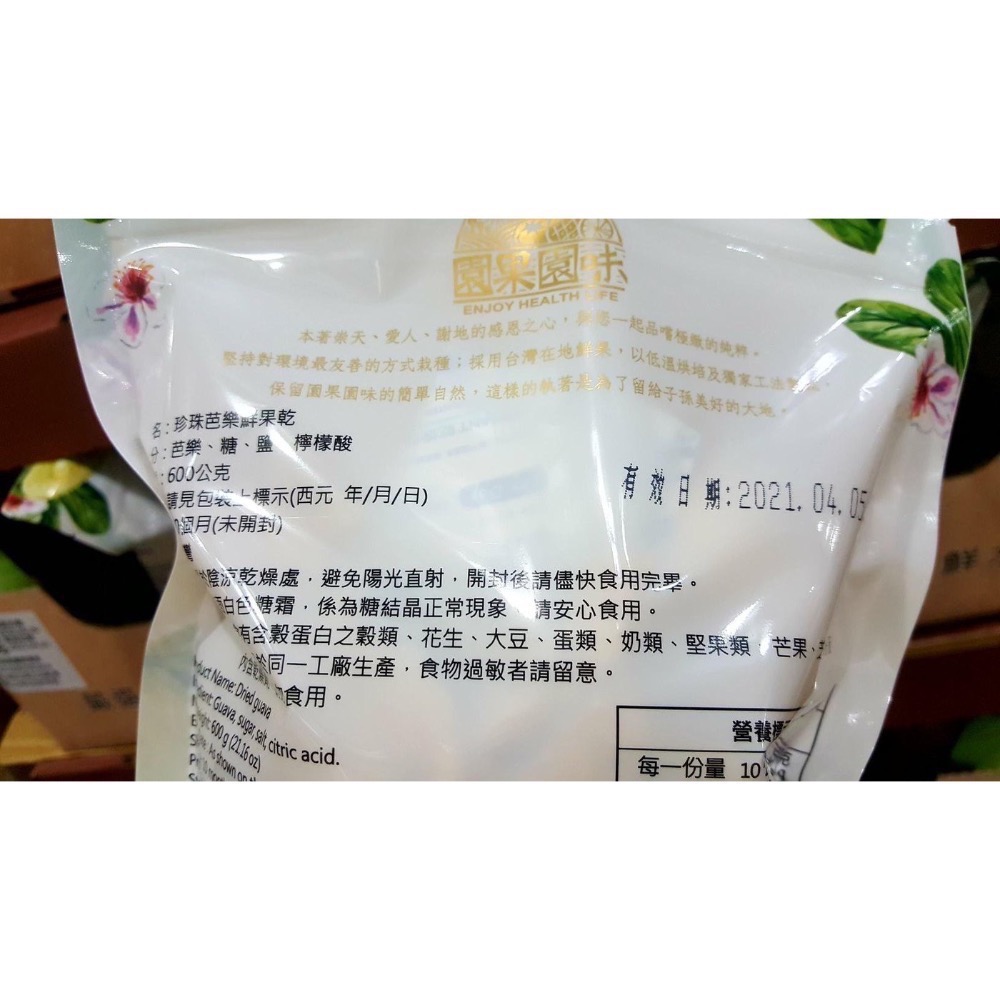 園果園味
ENJOY HEALTH LIFE
本著崇天、愛人、謝地的感恩之心，與您一起品嚐極緻的純粹。
堅持對環境最友善的方式栽種；採用台灣在地鮮果，以低溫烘培及獨家工法
保留園果園味的簡單自然，這樣的執著是為了留給子孫美好的大地。
名：珍珠芭樂鮮果乾
分：芭樂、糖、鹽、檸檬酸
：600公克
請見包裝上標示(西元 年/月/日)
個月(未開封)
有效日期:2021.04.05
陰涼乾燥處，避免陽光直射，開封後請儘快食用完畢。
白色糖霜，係為糖結晶正常現象，請安心食用。
有含穀蛋白之穀類、花生、大豆、蛋類、奶類、堅果類、芒果、
同一工廠生產，食物過敏者請留意。
食用。
Product Name: Dried guava
Guava, sugar, salt, citric acid.
600 g (21.16 oz)
As shown on
營養標
每一份量 10